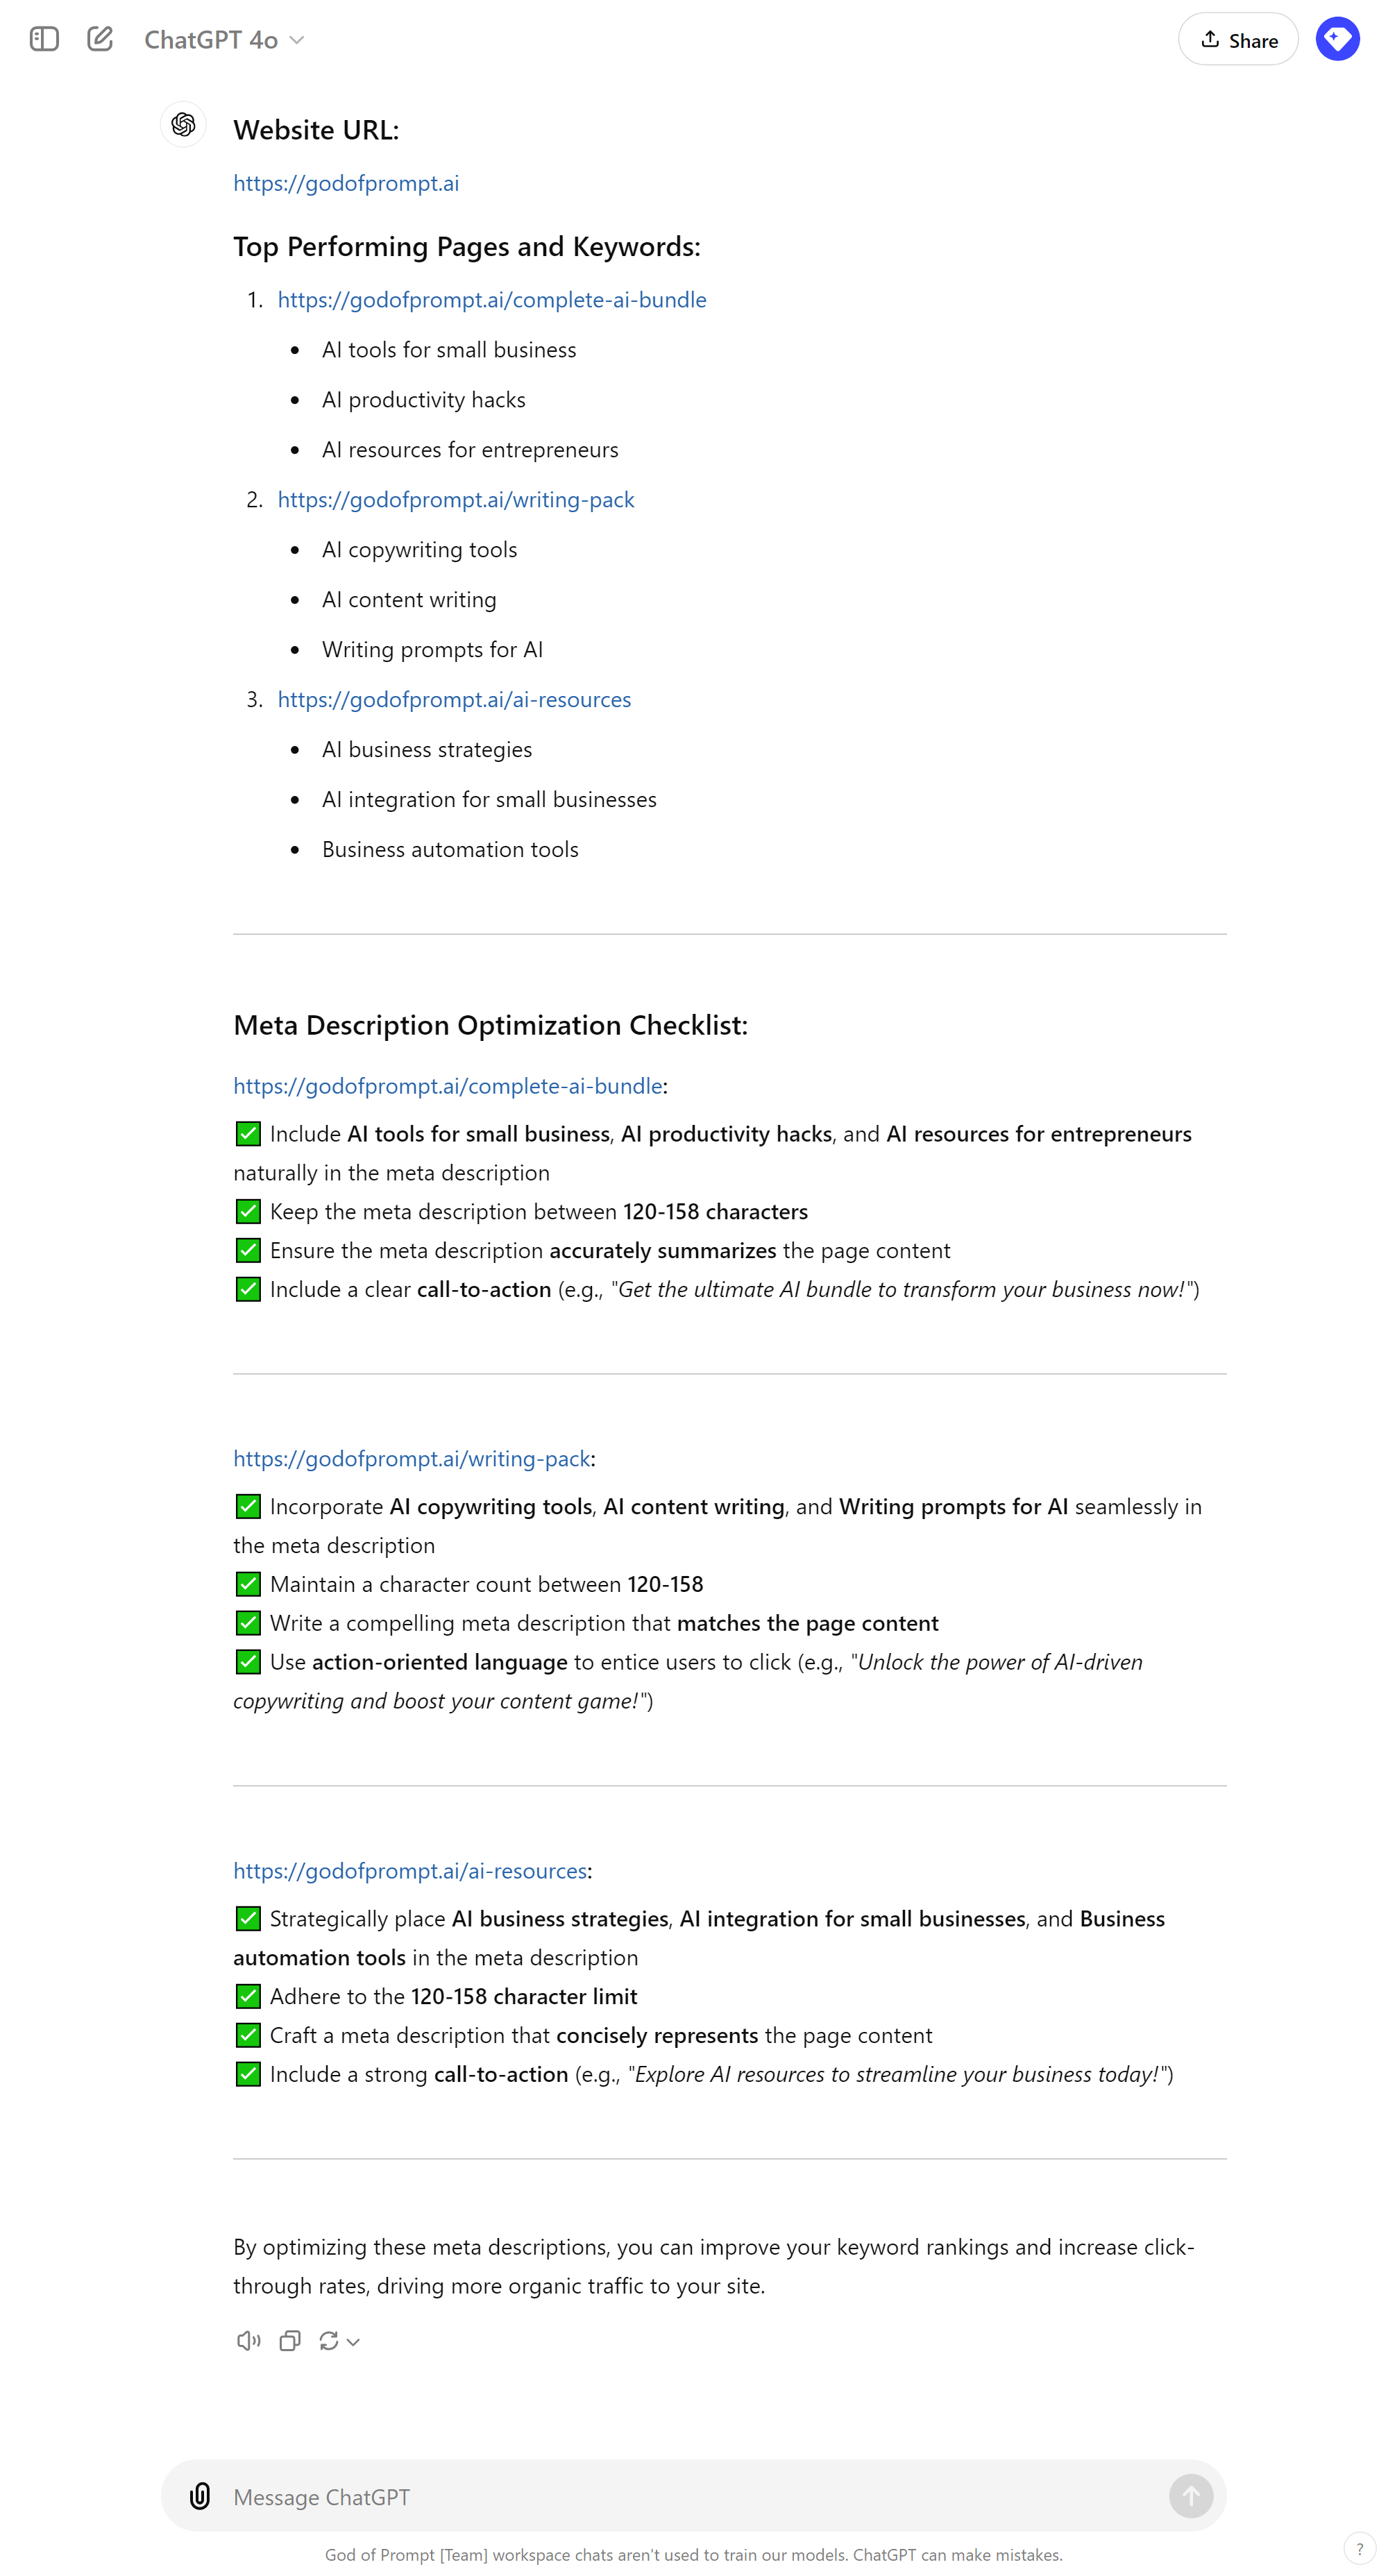 ChatGPT 4o
Share
Website URL:
https://godofprompt.ai
Top Performing Pages and Keywords:
1. https://godofprompt.ai/complete-ai-bundle
• AI tools for small business
• AI productivity hacks
• AI resources for entrepreneurs
2. https://godofprompt.ai/writing-pack
• AI copywriting tools
• AI content writing
• Writing prompts for AI
3. https://godofprompt.ai/ai-resources
• AI business strategies
• AI integration for small businesses
• Business automation tools
Meta Description Optimization Checklist:
https://godofprompt.ai/complete-ai-bundle:
✅ Include AI tools for small business, AI productivity hacks, and AI resources for entrepreneurs
naturally in the meta description
✅ Keep the meta description between 120-158 characters
✅ Ensure the meta description accurately summarizes the page content
✅ Include a clear call-to-action (e.g., "Get the ultimate AI bundle to transform your business now!")
https://godofprompt.ai/writing-pack:
✅ Incorporate AI copywriting tools, AI content writing, and Writing prompts for AI seamlessly in
the meta description
✅ Maintain a character count between 120-158
✅ Write a compelling meta description that matches the page content
✅ Use action-oriented language to entice users to click (e.g., "Unlock the power of AI-driven
copywriting and boost your content game!")
https://godofprompt.ai/ai-resources:
✅ Strategically place AI business strategies, AI integration for small businesses, and Business
automation tools in the meta description
✅ Adhere to the 120-158 character limit
✅ Craft a meta description that concisely represents the page content
✅ Include a strong call-to-action (e.g., "Explore AI resources to streamline your business today!")
By optimizing these meta descriptions, you can improve your keyword rankings and increase click-
through rates, driving more organic traffic to your site.
Message ChatGPT
God of Prompt [Team] workspace chats aren't used to train our models. ChatGPT can make mistakes.
?